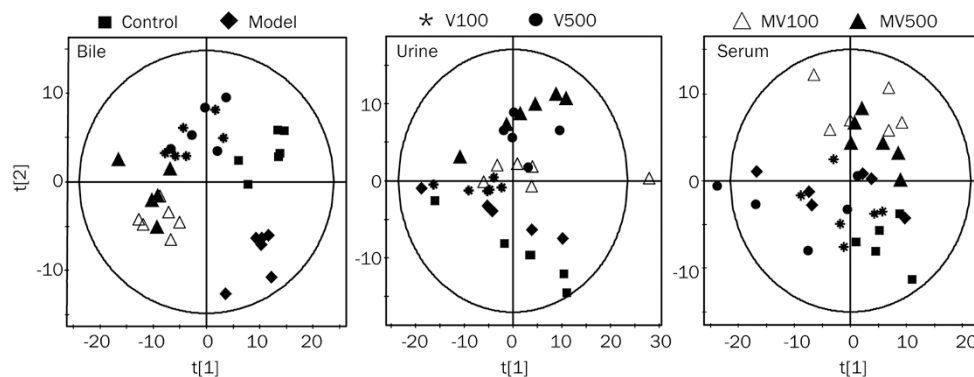 Control Model V100 V500 MV100 MV500
Bile Urine Serum
20
10 10 10
t[2] 0 0 0
-10 -10 -10
-20 -10 0 10 20 -20 -10 0 10 20 30 -20 -10 0 10 20
t[1] t[1] t[1]